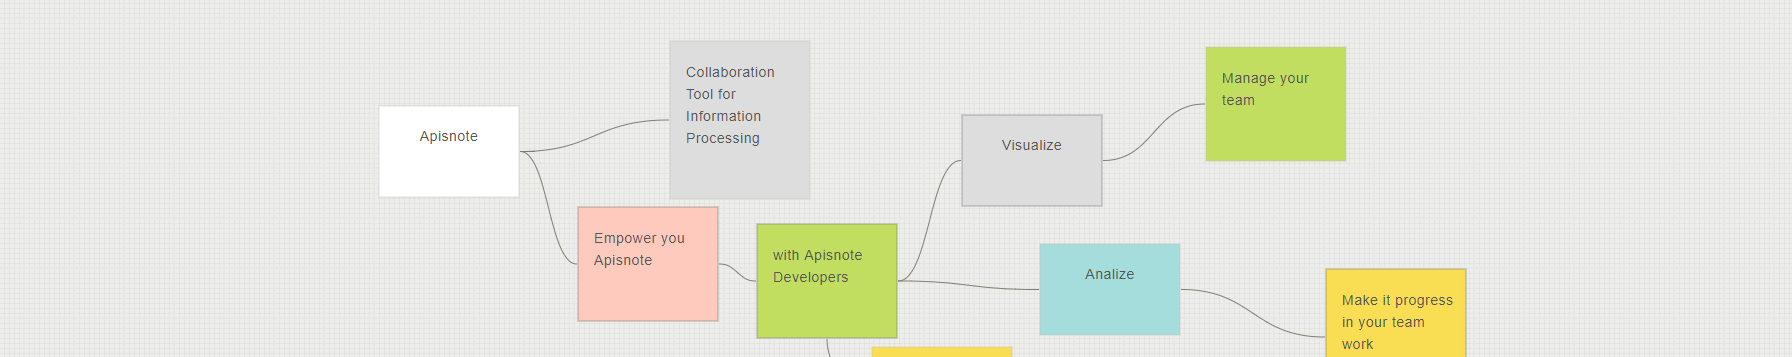 Apisnote
Collaboration
Tool for
Information
Processing
Empower you
Apisnote
with Apisnote
Developers
Visualize
Manage your
team
Analize
Make it progress
in your team
work